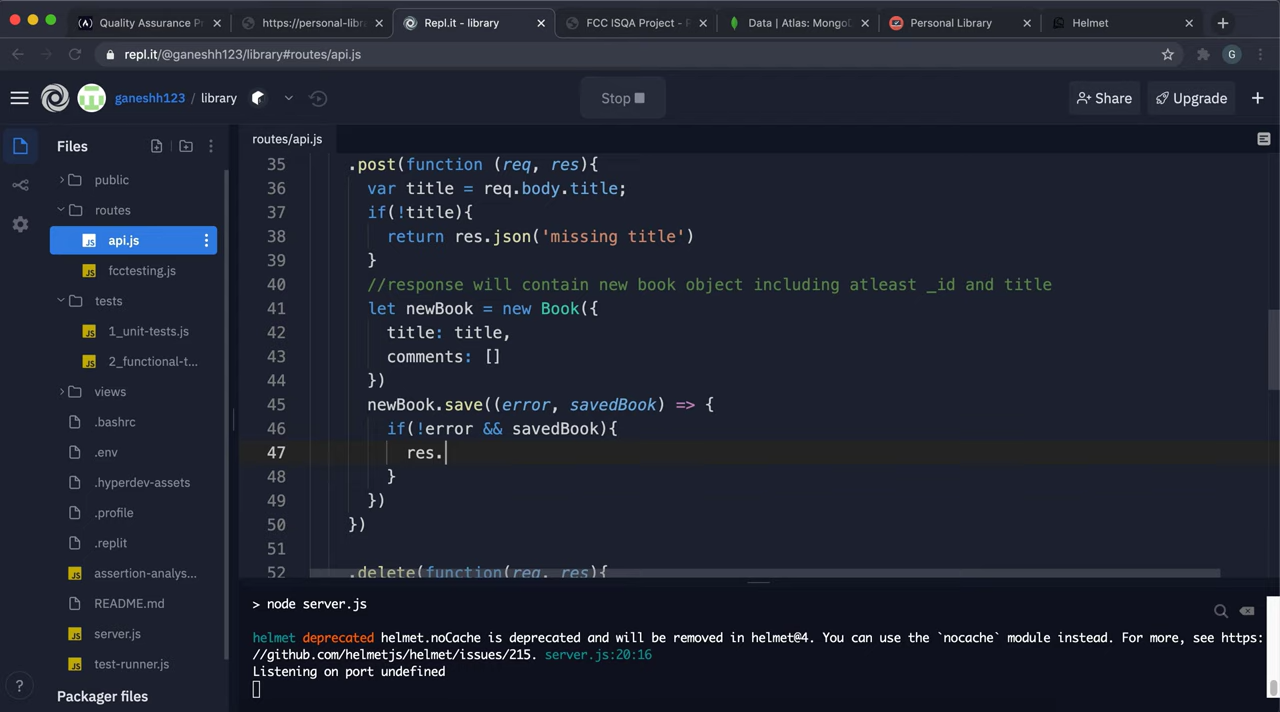 Quality Assurance P
https://personal-libr
Repl.it - library
FCC ISQA Project - P
Data | Atlas: MongoD
Personal Library
Helmet
repl.it/@ganeshh123/library#routes/api.js
G
ganeshh123 / library
Stop
Share
Upgrade
Files
public
routes
api.js
fcctesting.js
tests
1_unit-tests.js
2_functional-t...
views
.bashrc
.env
.hyperdev-assets
.profile
.replit
assertion-analys...
README.md
server.js
test-runner.js
Packager files
routes/api.js
35 .post(function (req, res){
36 var title = req.body.title;
37 if(!title){
38 return res.json('missing title')
39 }
40 //response will contain new book object including atleast _id and title
41 let newBook = new Book({
42 title: title,
43 comments: []
44 })
45 newBook.save((error, savedBook) => {
46 if(!error && savedBook){
47 res.
48 }
49 })
50 })
51
52 .delete(function(req, res){
> node server.js
helmet deprecated helmet.noCache is deprecated and will be removed in helmet@4. You can use the `nocache` module instead. For more, see https:
//github.com/helmetjs/helmet/issues/215. server.js:20:16
Listening on port undefined